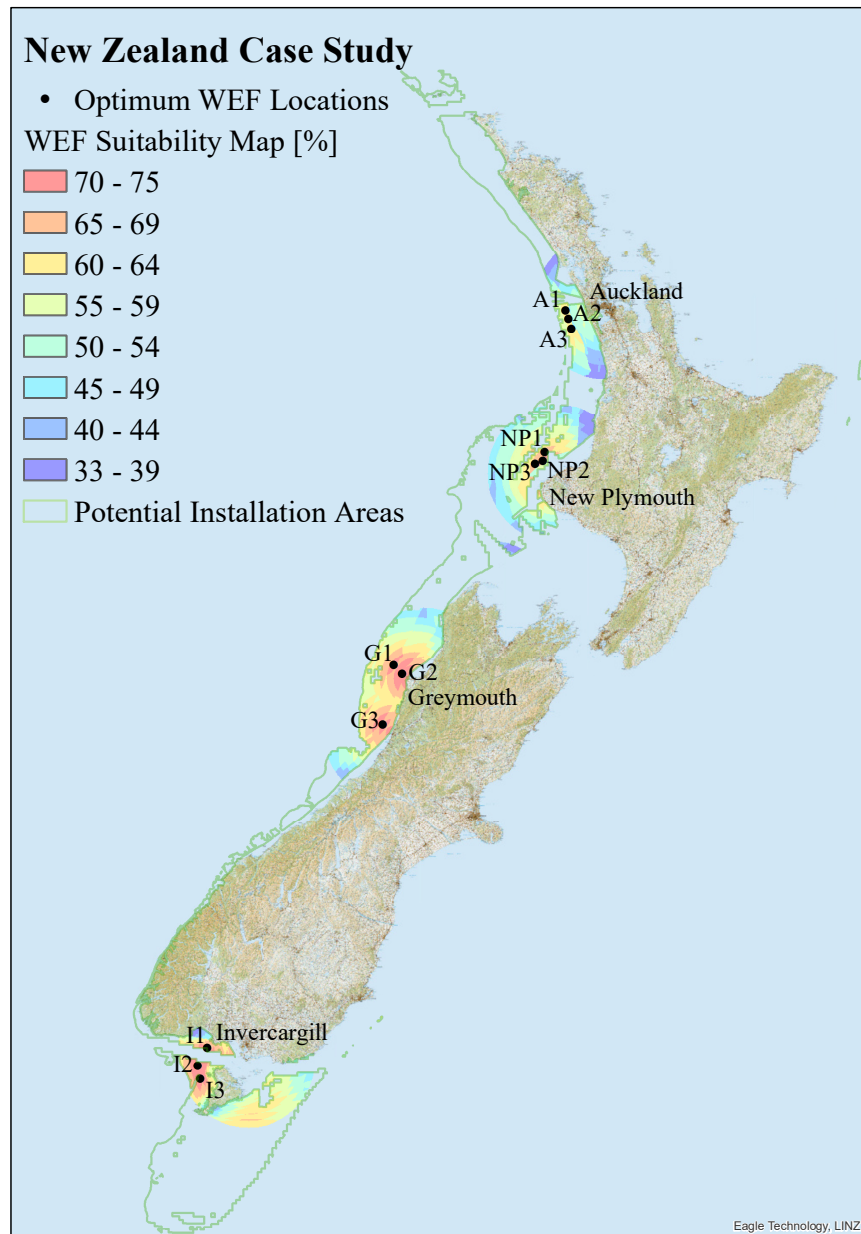 New Zealand Case Study
• Optimum WEF Locations
WEF Suitability Map [%]
70 - 75
65 - 69
60 - 64
55 - 59
50 - 54
45 - 49
40 - 44
33 - 39
Potential Installation Areas
A1
Auckland
A2
A3
NP1
NP3
NP2
New Plymouth
G1
G2
Greymouth
G3
I1
Invercargill
I2
I3
Eagle Technology, LINZ